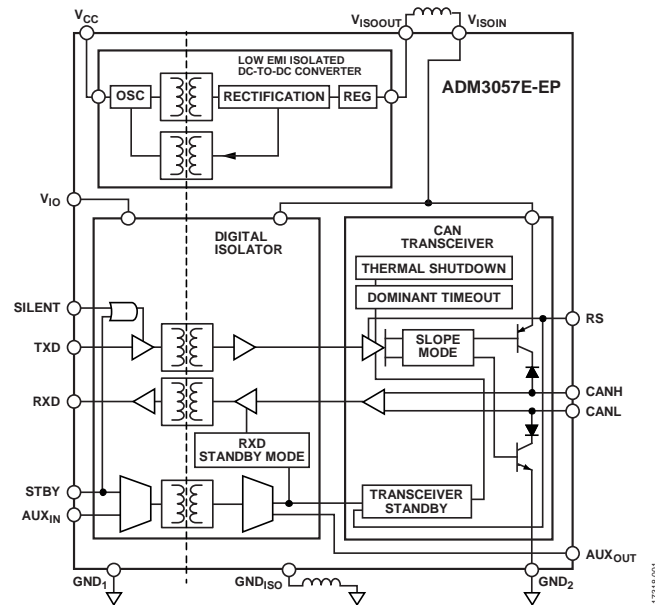 VCC
VISOOUT
VISOIN
LOW EMI ISOLATED
DC-TO-DC CONVERTER
ADM3057E-EP
OSC
RECTIFICATION
REG
VIO
DIGITAL
ISOLATOR
CAN
TRANSCEIVER
THERMAL SHUTDOWN
DOMINANT TIMEOUT
SILENT
RS
TXD
SLOPE
MODE
RXD
CANH
CANL
RXD
STANDBY MODE
STBY
TRANSCEIVER
STANDBY
AUXIN
AUXOUT
GND1
GNDISO
GND2
17318-001